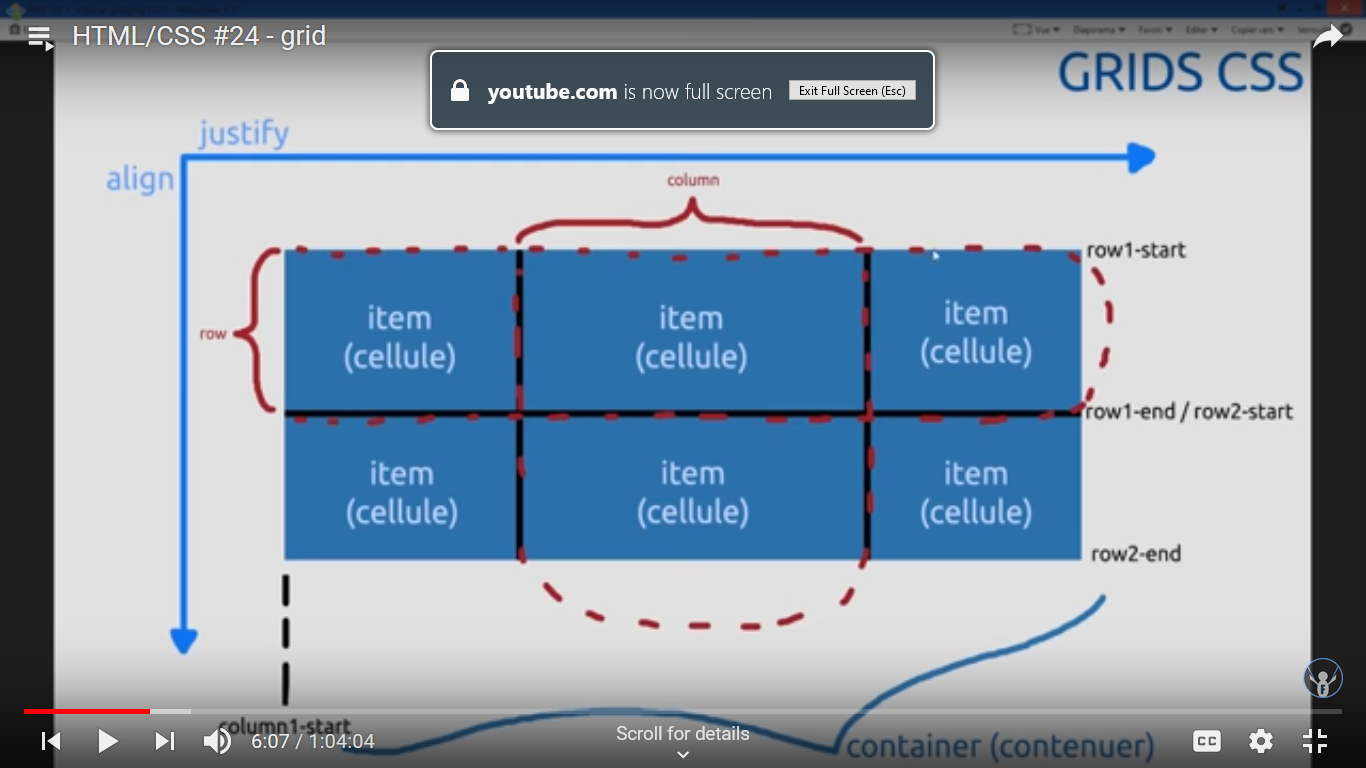 HTML/CSS #24 - grid
youtube.com is now full screen
Exit Full Screen (Esc)
GRIDS CSS
justify
align
column
row
row1-start
item
(cellule)
item
(cellule)
item
(cellule)
row1-end / row2-start
item
(cellule)
item
(cellule)
item
(cellule)
row2-end
column1-start
container (contenuer)
6:07 / 1:04:04
Scroll for details
CC